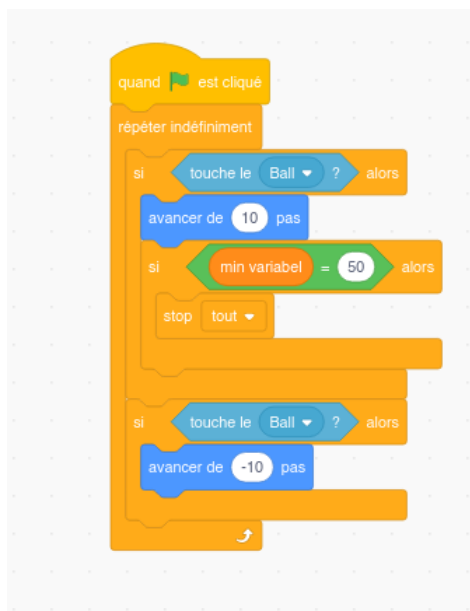 quand est cliqué
répéter indéfiniment
si touche le Ball ? alors
avancer de 10 pas
si min variabel = 50 alors
stop tout
si touche le Ball ? alors
avancer de -10 pas